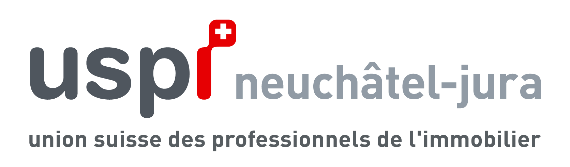 uspi neuchâtel-jura
union suisse des professionnels de l'immobilier